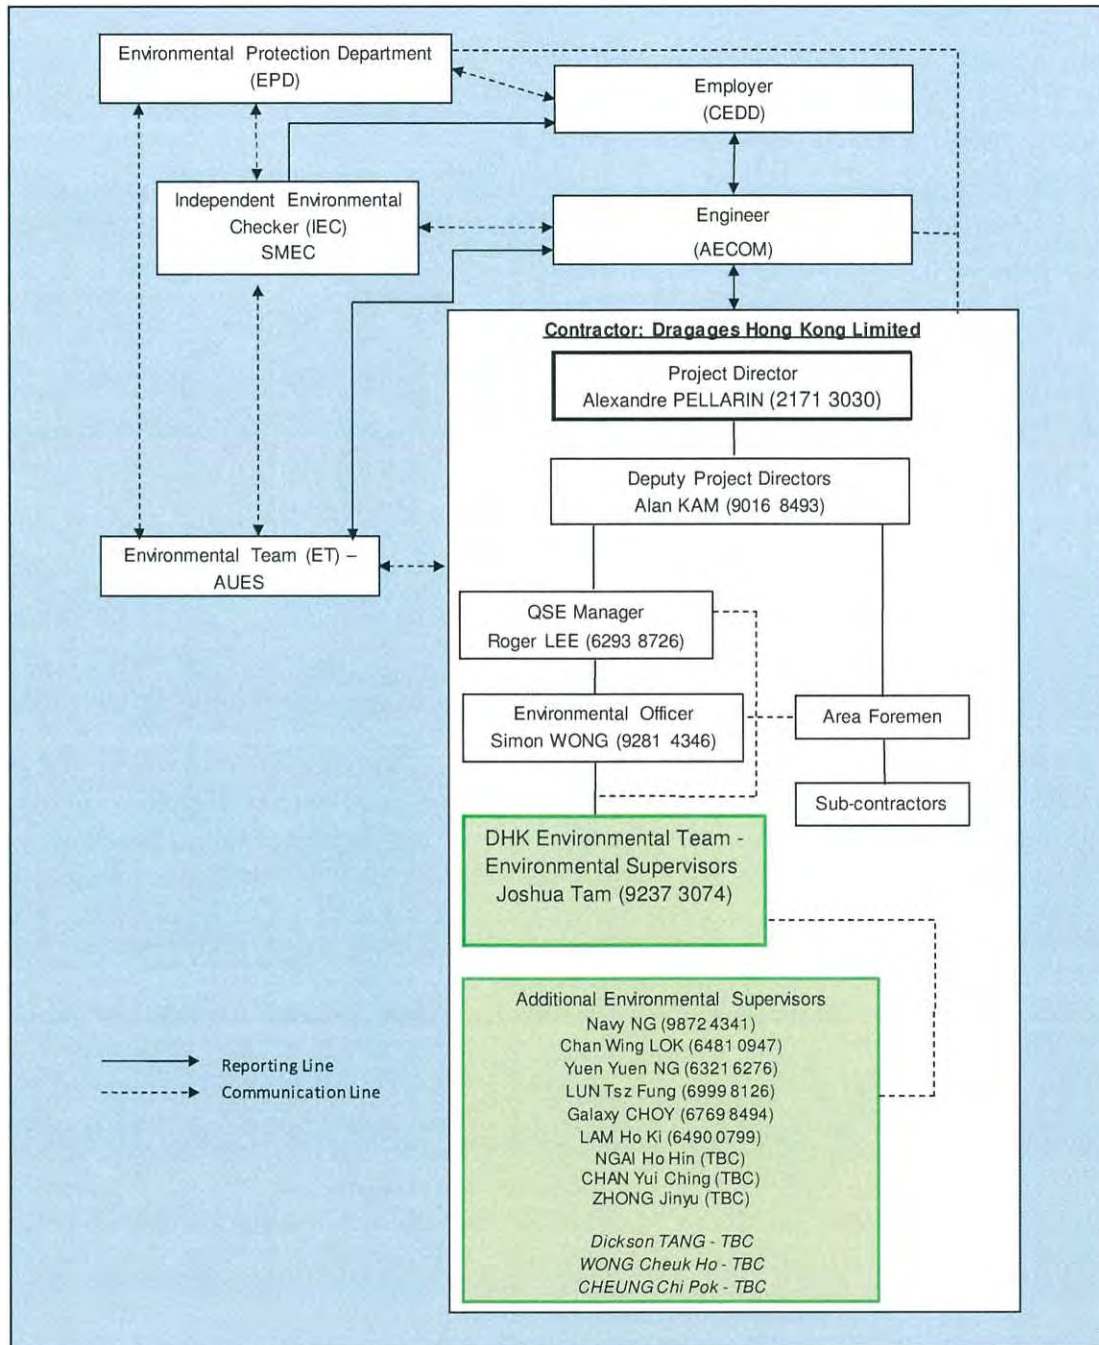 Environmental Protection Department
(EPD)
Employer
(CEDD)
Independent Environmental
Checker (IEC)
SMEC
Engineer
(AECOM)
Contractor: Dragages Hong Kong Limited
Project Director
Alexandre PELLARIN (2171 3030)
Deputy Project Directors
Alan KAM (9016 8493)
Environmental Team (ET) –
AUES
QSE Manager
Roger LEE (6293 8726)
Environmental Officer
Simon WONG (9281 4346)
Area Foremen
Sub-contractors
DHK Environmental Team -
Environmental Supervisors
Joshua Tam (9237 3074)
Additional Environmental Supervisors
Navy NG (9872 4341)
Chan Wing LOK (6481 0947)
Yuen Yuen NG (6321 6276)
LUN Tsz Fung (6999 8126)
Galaxy CHOY (6769 8494)
LAM Ho Ki (6490 0799)
NGAI Ho Hin (TBC)
CHAN Yui Ching (TBC)
ZHONG Jinyu (TBC)
Dickson TANG - TBC
WONG Cheuk Ho - TBC
CHEUNG Chi Pok - TBC
Reporting Line
Communication Line